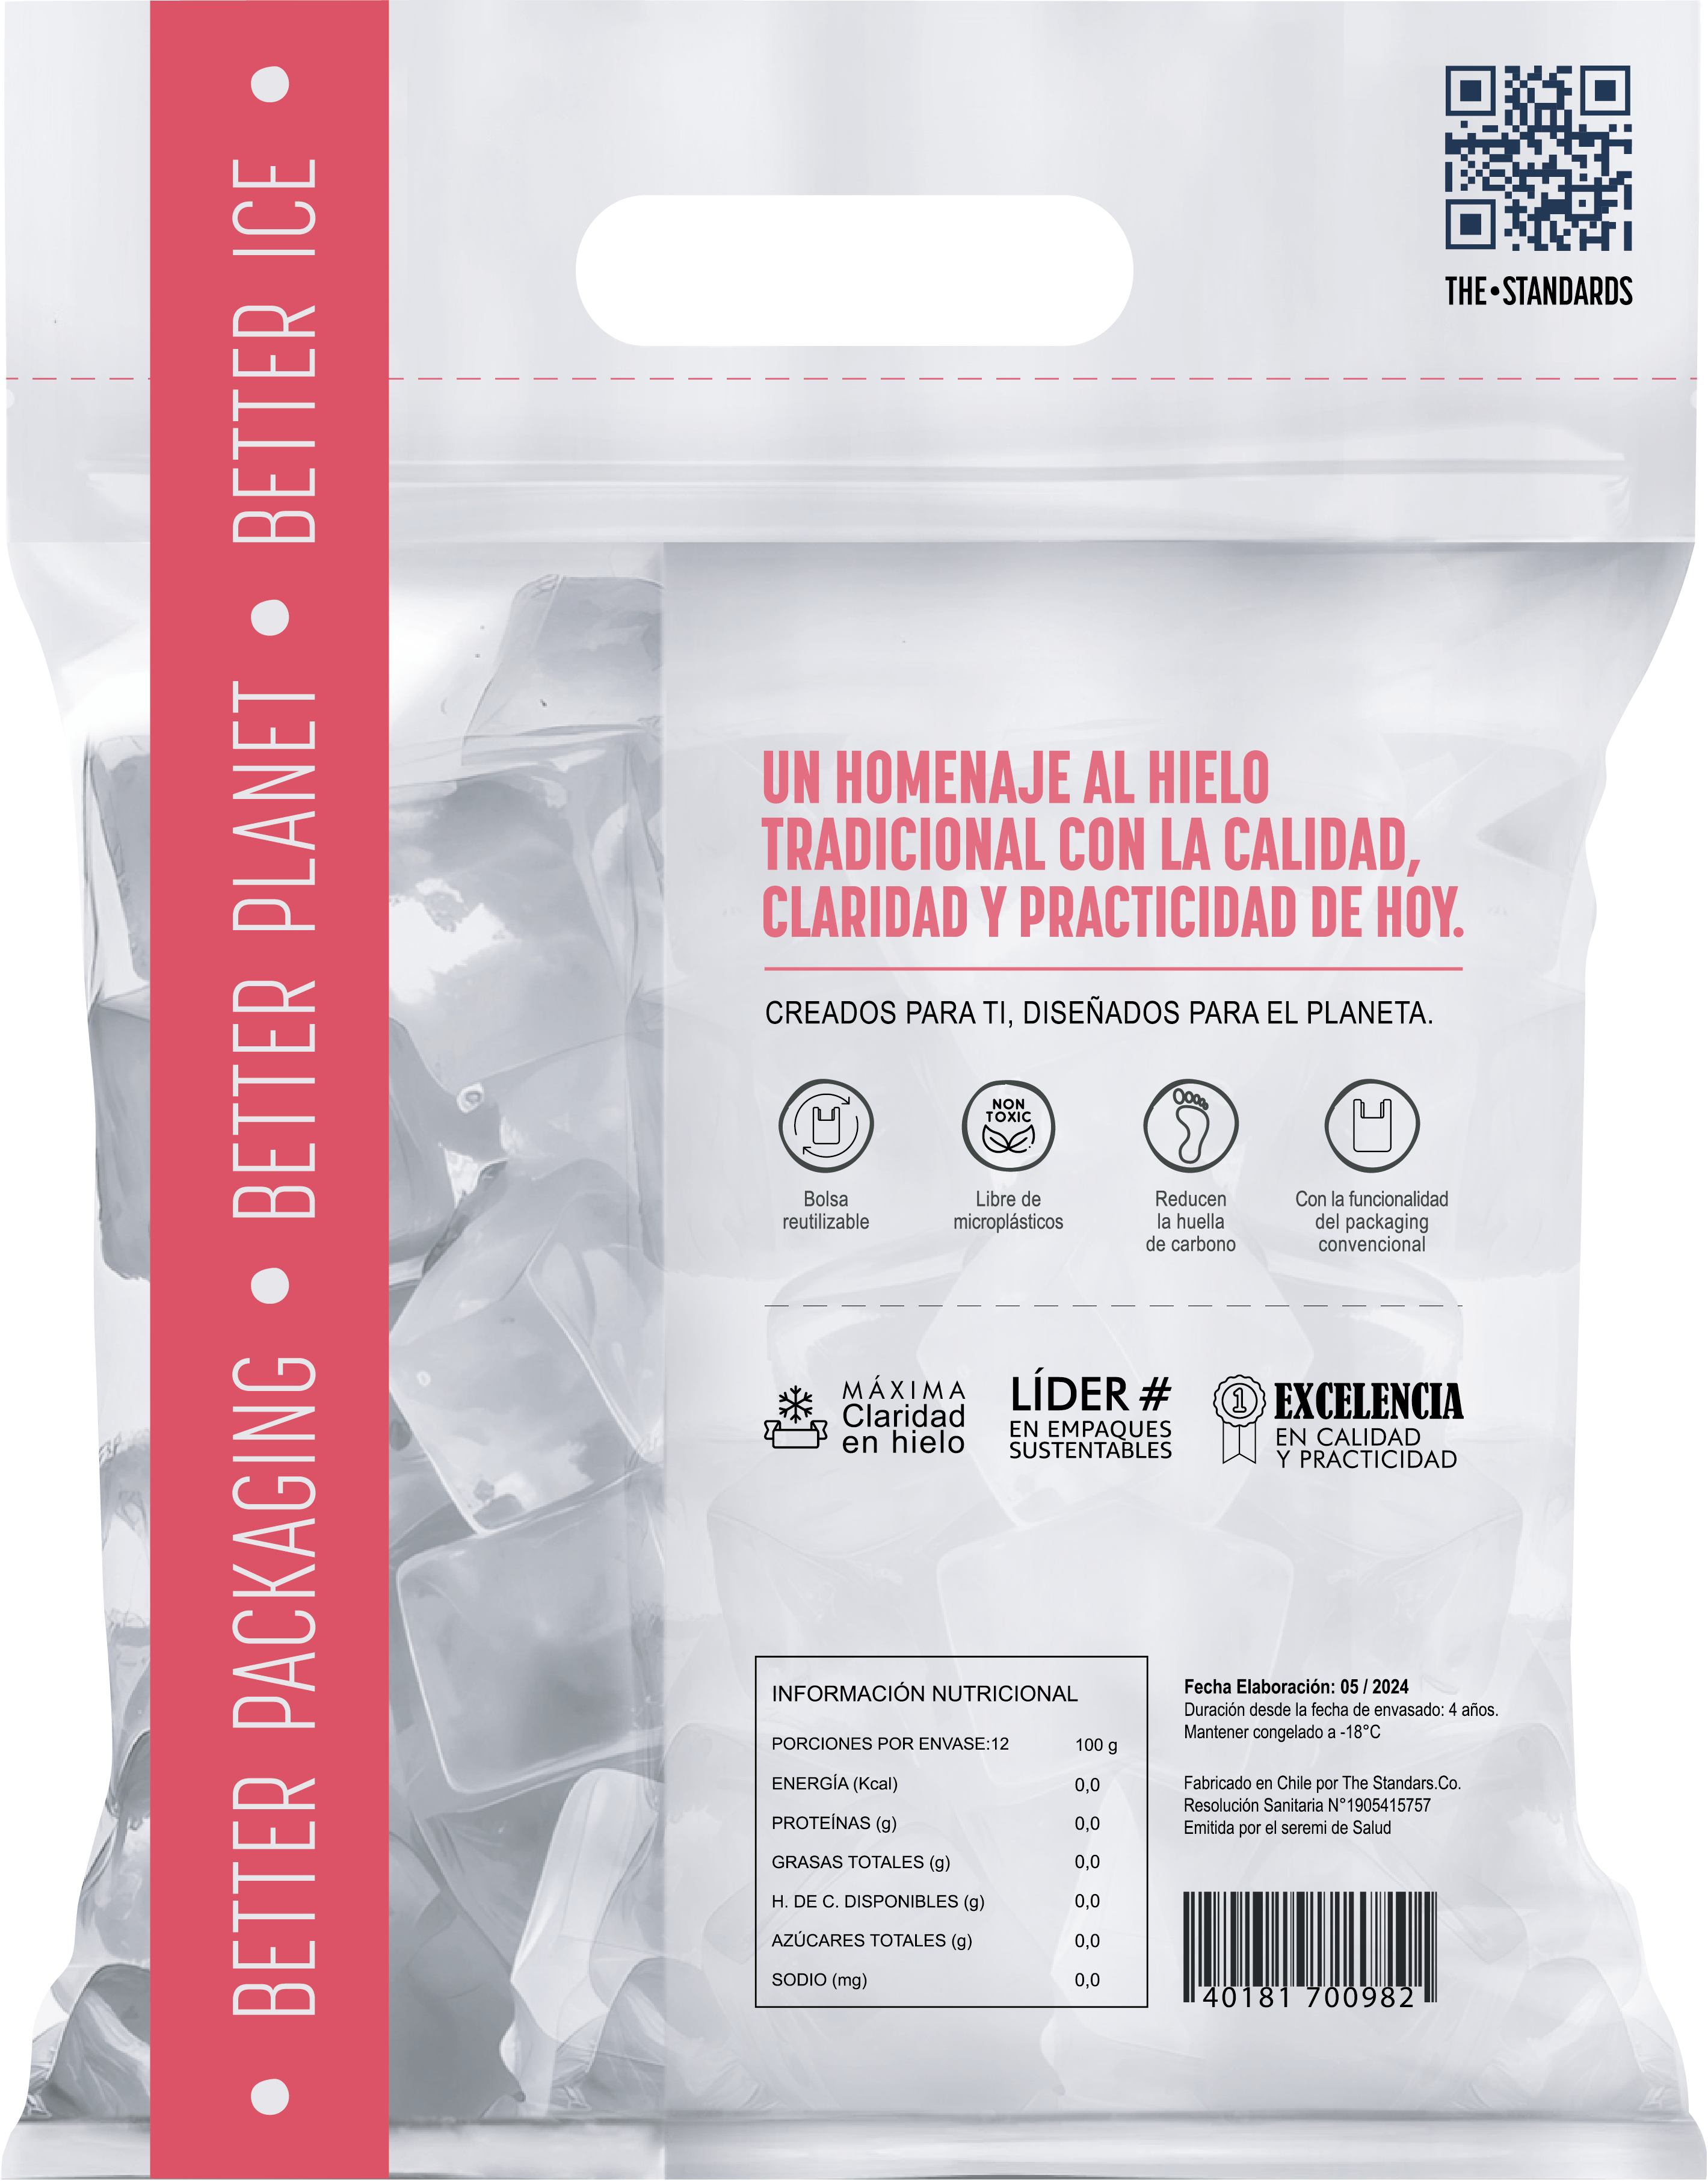 BETTER PACKAGING • BETTER PLANET • BETTER ICE •
THE•STANDARDS
UN HOMENAJE AL HIELO
TRADICIONAL CON LA CALIDAD,
CLARIDAD Y PRACTICIDAD DE HOY.
CREADOS PARA TI, DISEÑADOS PARA EL PLANETA.
NON
TOXIC
Bolsa
reutilizable
Libre de
microplásticos
Reducen
la huella
de carbono
Con la funcionalidad
del packaging
convencional
MÁXIMA
Claridad
en hielo
LÍDER #
EN EMPAQUES
SUSTENTABLES
1
EXCELENCIA
EN CALIDAD
Y PRACTICIDAD
INFORMACIÓN NUTRICIONAL
PORCIONES POR ENVASE:12 100 g
ENERGÍA (Kcal) 0,0
PROTEÍNAS (g) 0,0
GRASAS TOTALES (g) 0,0
H. DE C. DISPONIBLES (g) 0,0
AZÚCARES TOTALES (g) 0,0
SODIO (mg) 0,0
Fecha Elaboración: 05 / 2024
Duración desde la fecha de envasado: 4 años.
Mantener congelado a -18°C
Fabricado en Chile por The Standars.Co.
Resolución Sanitaria N°1905415757
Emitida por el seremi de Salud
40181 700982